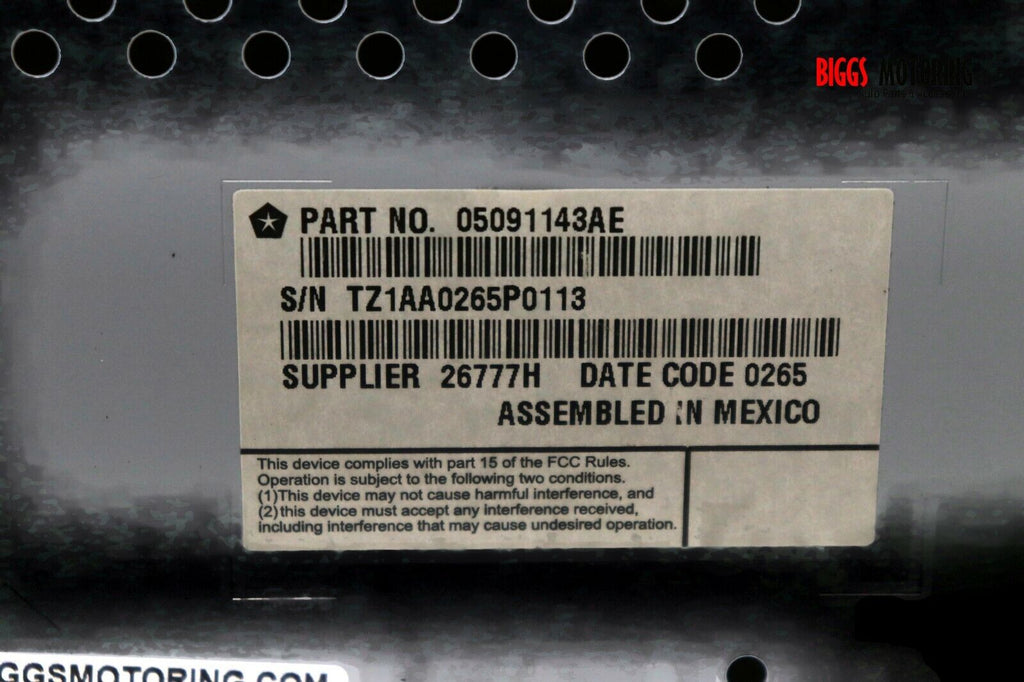 BIGGS MOTORING
PART NO. 05091143AE
S/N TZ1AA0265P0113
SUPPLIER 26777H DATE CODE 0265
ASSEMBLED IN MEXICO
This device complies with part 15 of the FCC Rules.
Operation is subject to the following two conditions.
(1)This device may not cause harmful interference, and
(2)this device must accept any interference received,
including interference that may cause undesired operation.
GGSMOTORING.COM